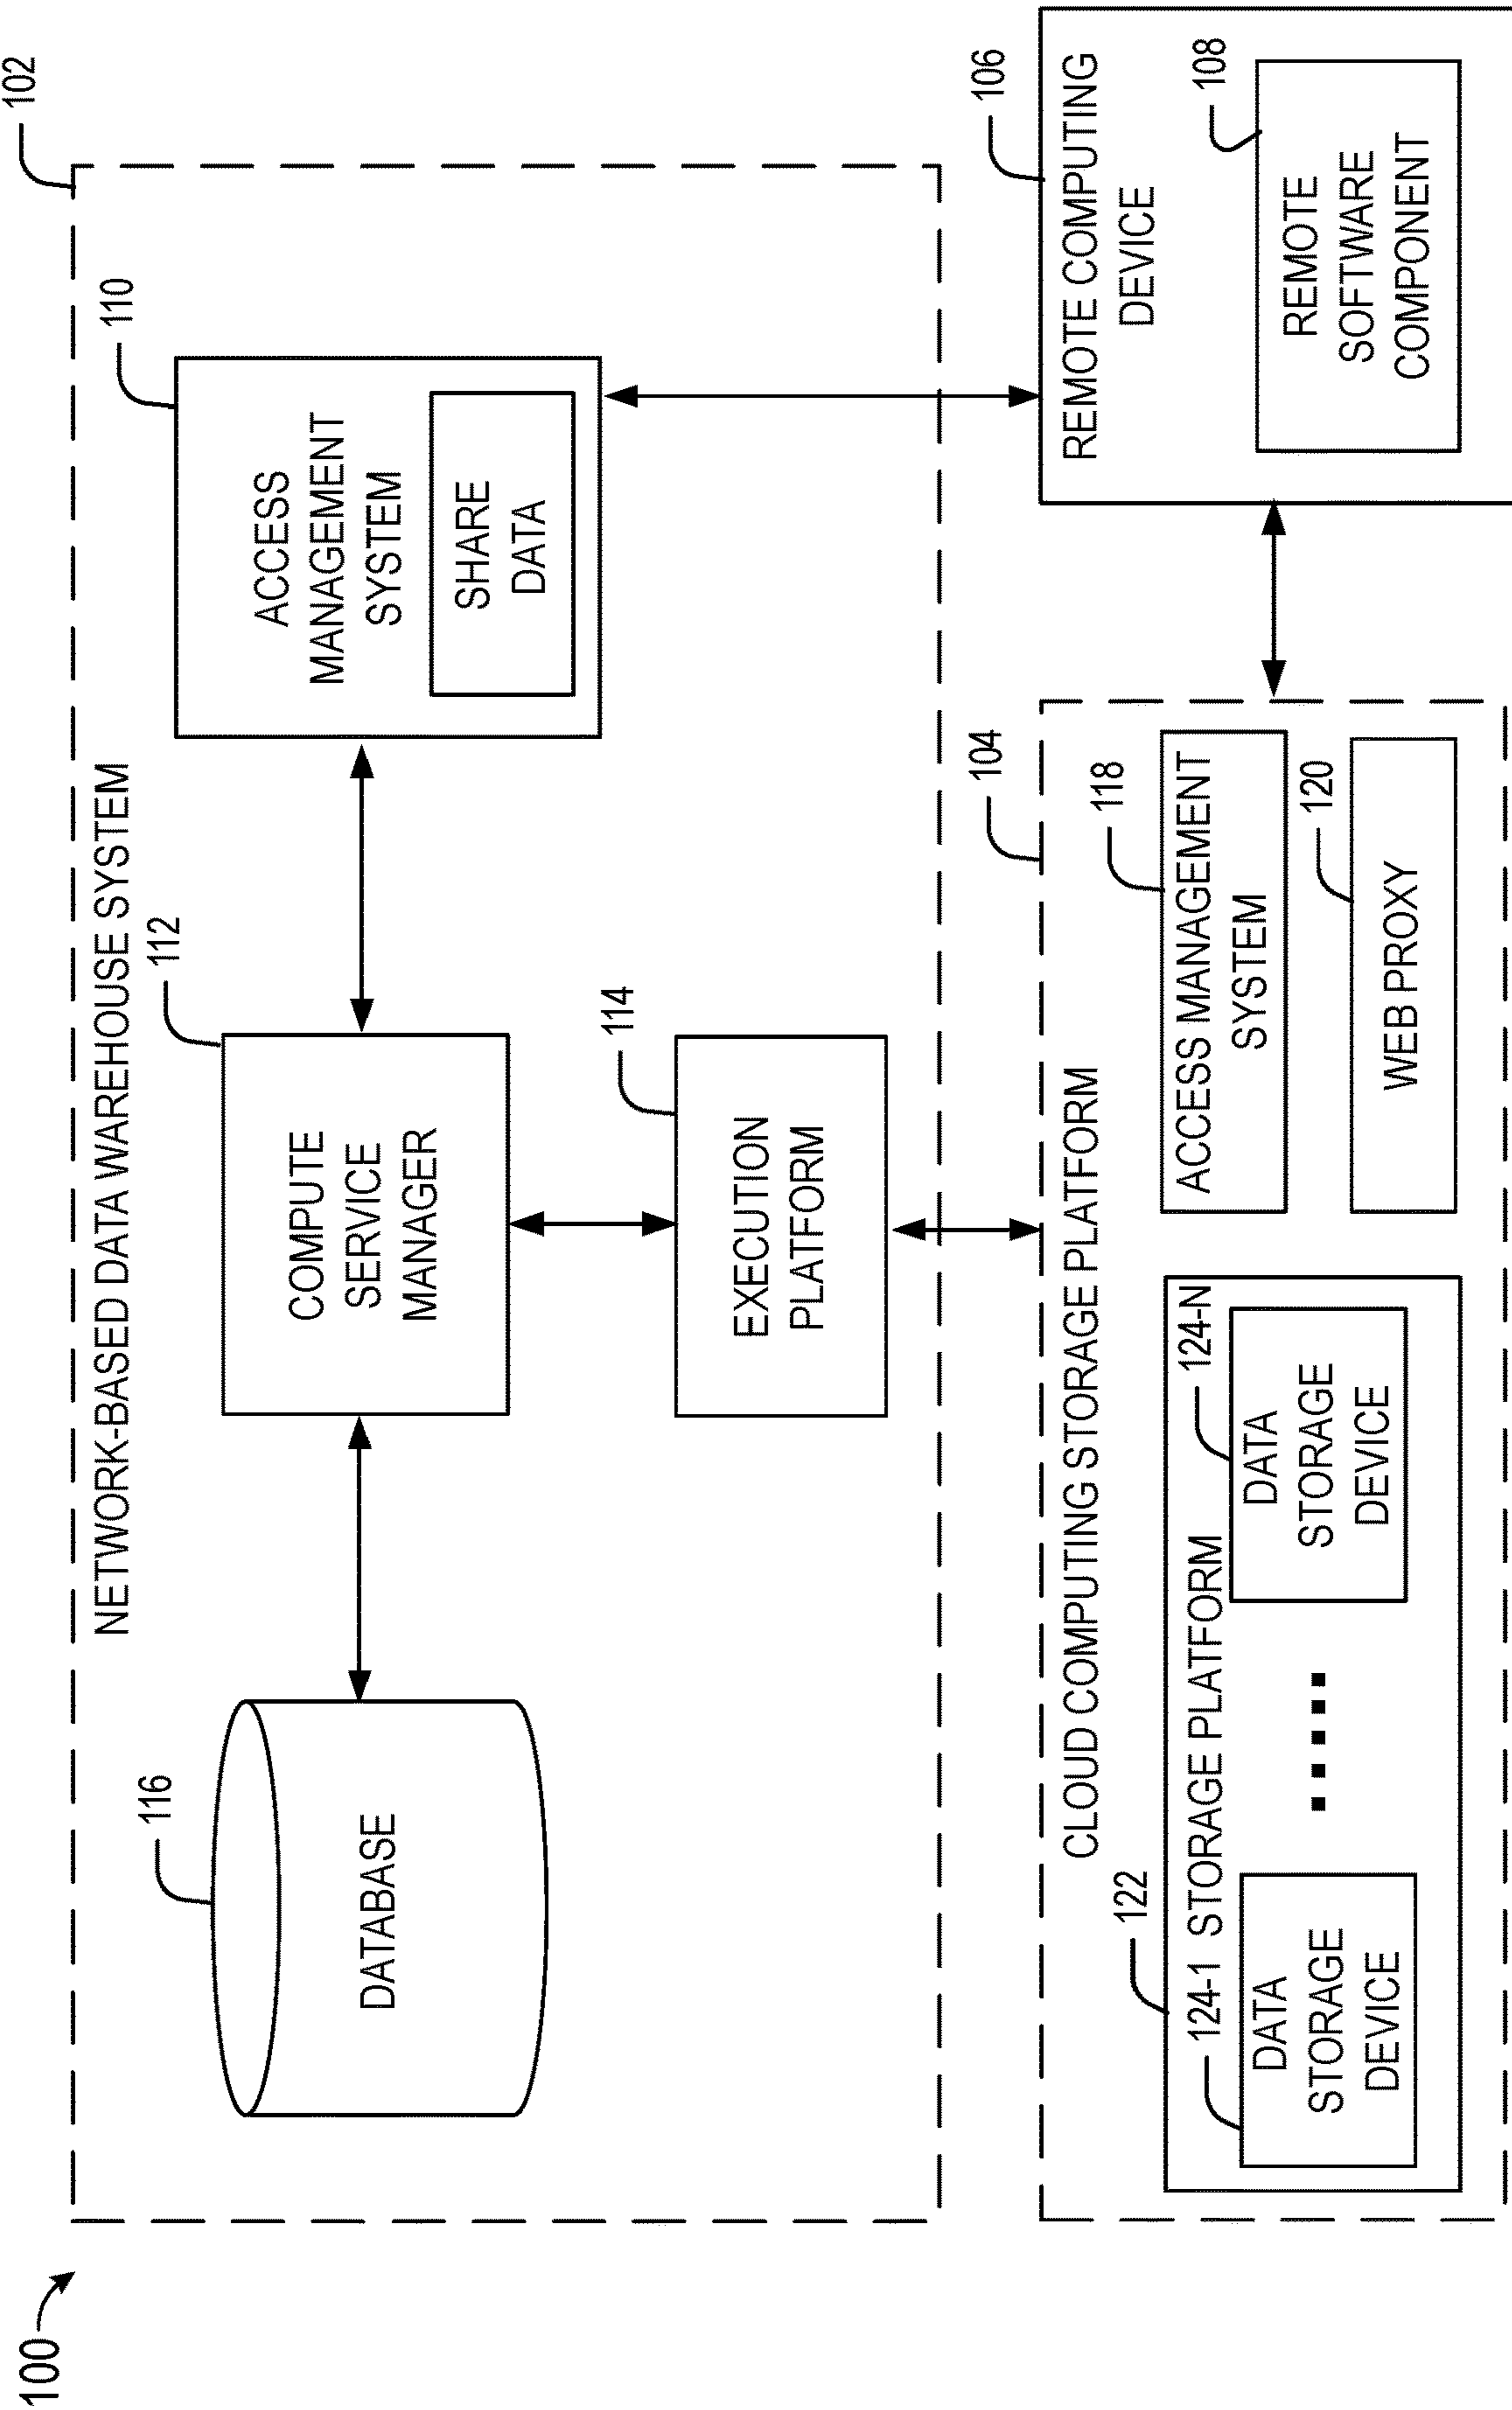 100
102
NETWORK-BASED DATA WAREHOUSE SYSTEM
116
DATABASE
112
COMPUTE
SERVICE
MANAGER
110
ACCESS
MANAGEMENT
SYSTEM
SHARE
DATA
114
EXECUTION
PLATFORM
104
CLOUD COMPUTING STORAGE PLATFORM
122
STORAGE PLATFORM
124-1
DATA
STORAGE
DEVICE
124-N
DATA
STORAGE
DEVICE
118
ACCESS MANAGEMENT
SYSTEM
120
WEB PROXY
106
REMOTE COMPUTING
DEVICE
108
REMOTE
SOFTWARE
COMPONENT